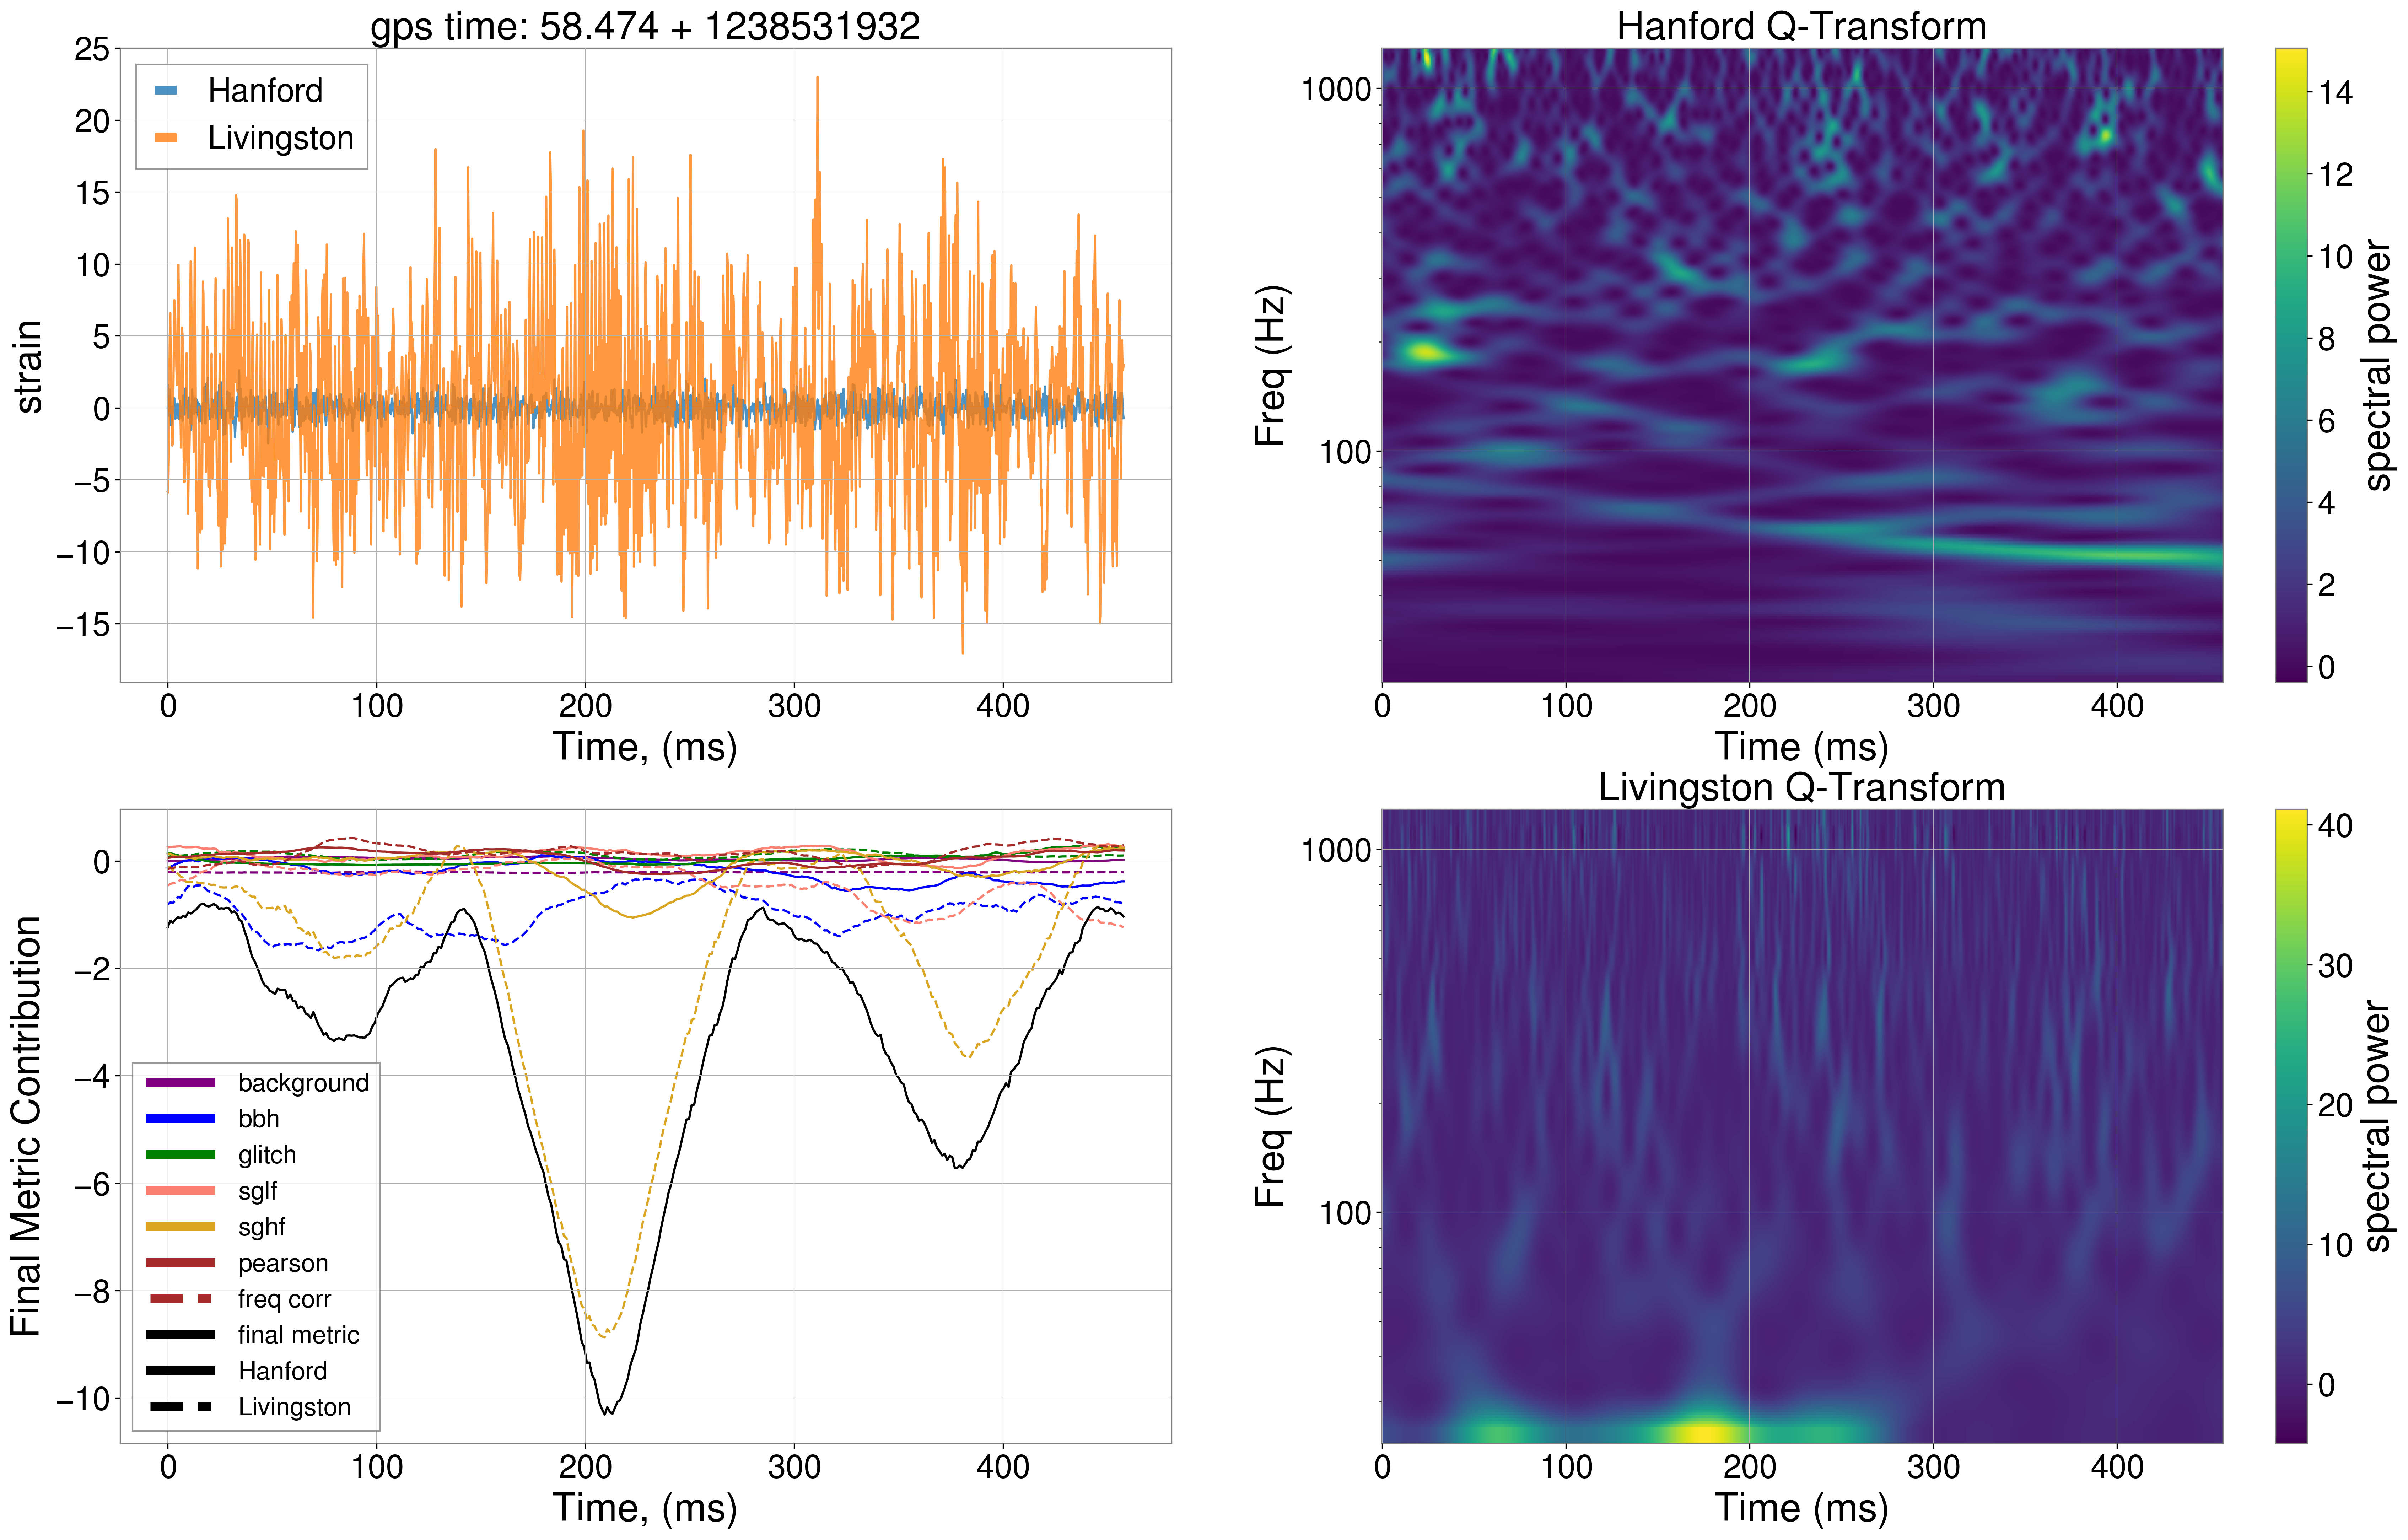 gps time: 58.474 + 1238531932
25
20
15
10
5
0
−5
−10
−15
strain
Hanford
Livingston
0 100 200 300 400
Time, (ms)
Hanford Q-Transform
1000
100
Freq (Hz)
0 100 200 300 400
Time (ms)
14
12
10
8
6
4
2
0
spectral power
0
−2
−4
−6
−8
−10
Final Metric Contribution
background
bbh
glitch
sglf
sghf
pearson
freq corr
final metric
Hanford
Livingston
0 100 200 300 400
Time, (ms)
Livingston Q-Transform
1000
100
Freq (Hz)
0 100 200 300 400
Time (ms)
40
30
20
10
0
spectral power